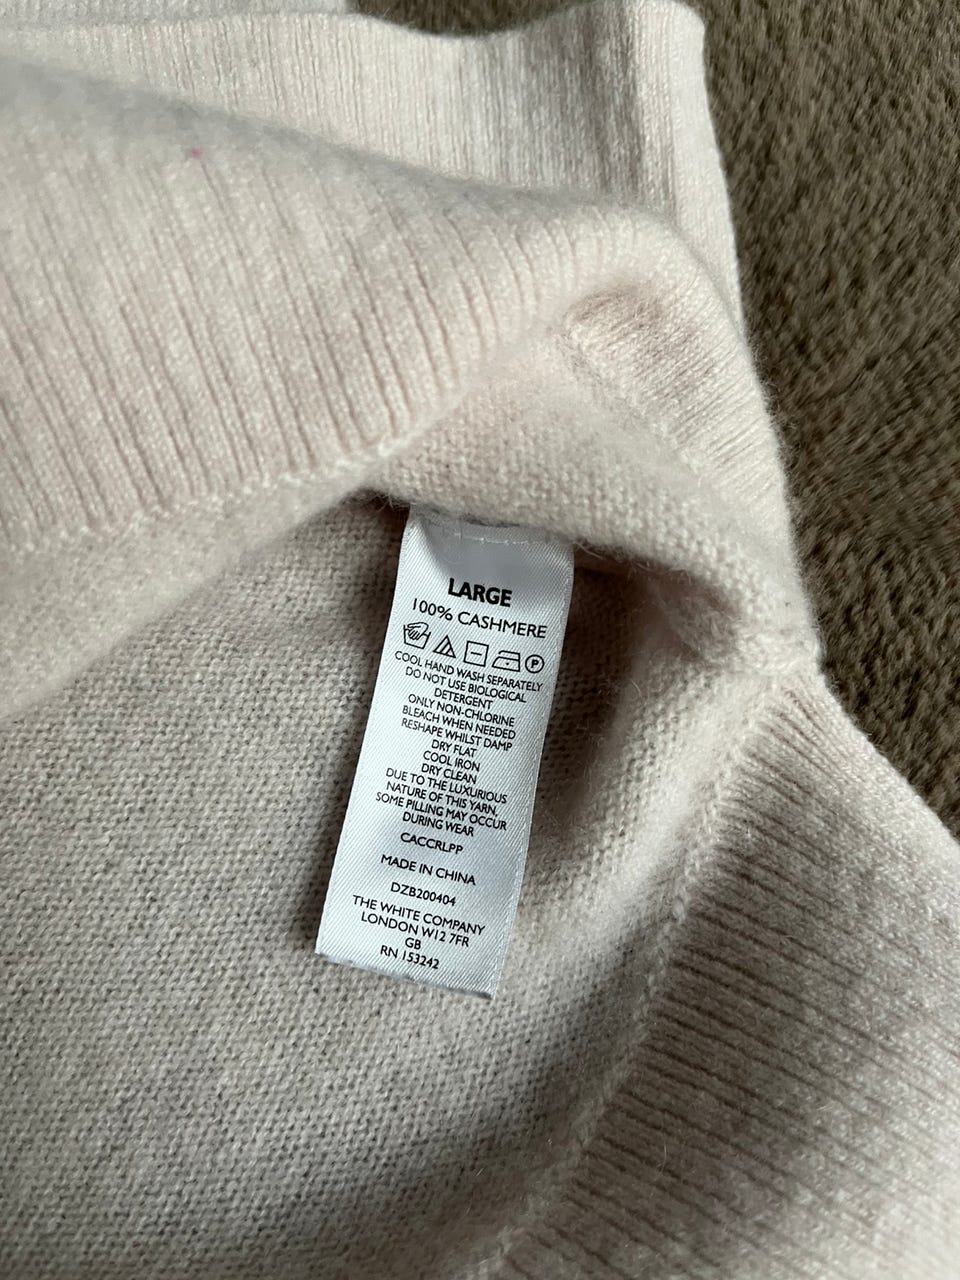 LARGE
100% CASHMERE
P
COOL HAND WASH SEPARATELY
DO NOT USE BIOLOGICAL
DETERGENT
ONLY NON-CHLORINE
BLEACH WHEN NEEDED
RESHAPE WHILST DAMP
DRY FLAT
COOL IRON
DRY CLEAN
DUE TO THE LUXURIOUS
NATURE OF THIS YARN,
SOME PILLING MAY OCCUR
DURING WEAR
CACCRLPP
MADE IN CHINA
DZB200404
THE WHITE COMPANY
LONDON W12 7FR
GB
RN 153242